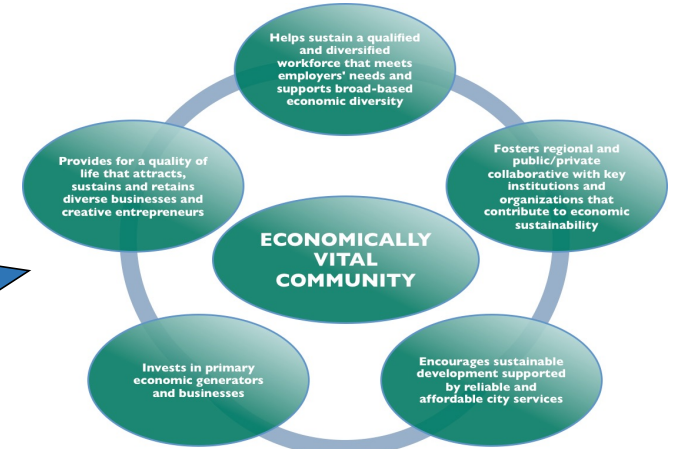 Helps sustain a qualified
and diversified
workforce that meets
employers' needs and
supports broad-based
economic diversity
Provides for a quality of
life that attracts,
sustains and retains
diverse businesses and
creative entrepreneurs
Fosters regional and
public/private
collaborative with key
institutions and
organizations that
contribute to economic
sustainability
ECONOMICALLY
VITAL
COMMUNITY
Invests in primary
economic generators
and businesses
Encourages sustainable
development supported
by reliable and
affordable city services